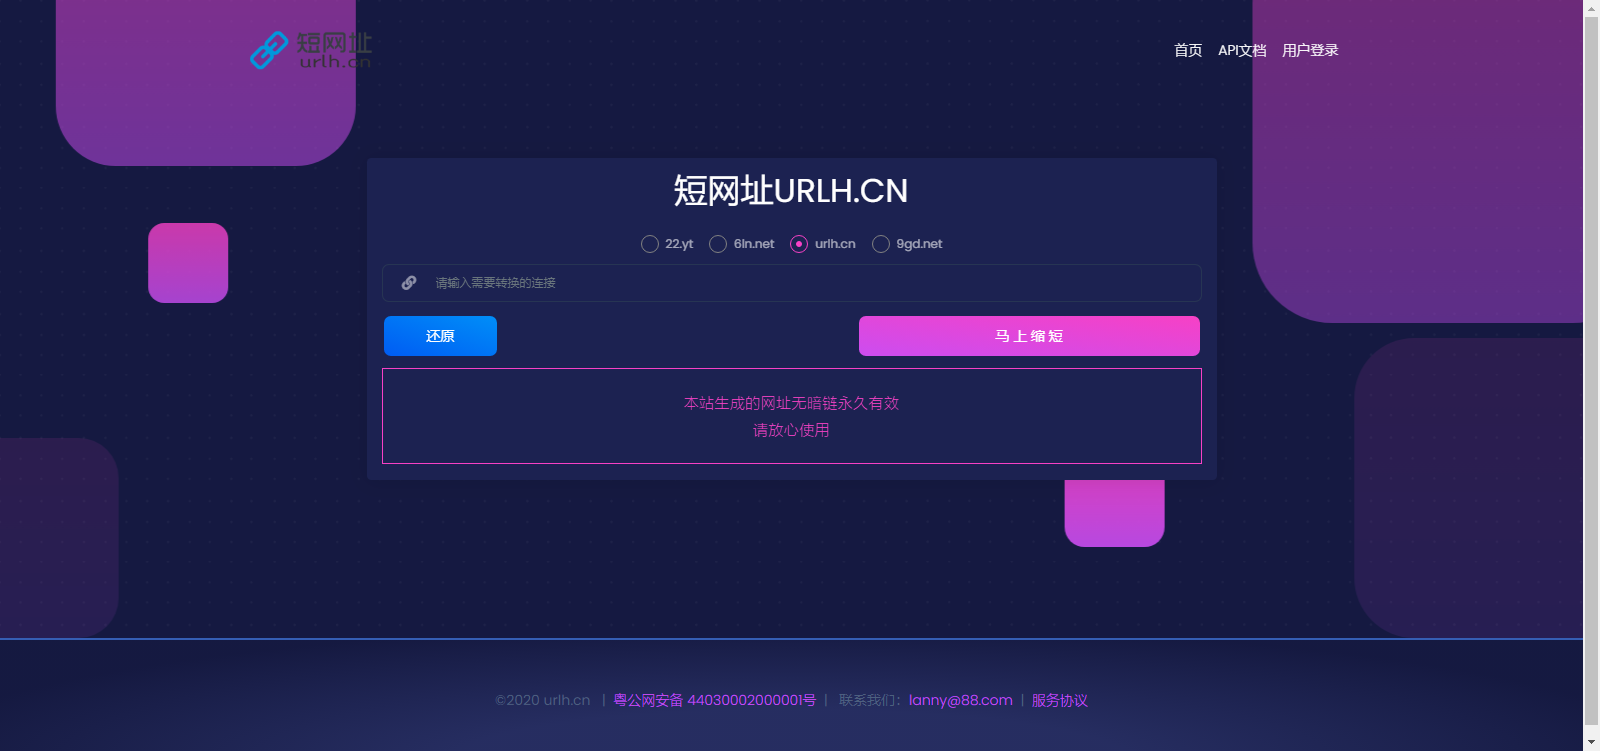 短网址
urlh.cn
首页 API文档 用户登录
短网址URLH.CN
22.yt 6in.net urlh.cn 9gd.net
请输入需要转换的连接
还原 马上缩短
本站生成的网址无暗链永久有效
请放心使用
©2020 urlh.cn | 粤公网安备 44030002000001号 | 联系我们：lanny@88.com | 服务协议